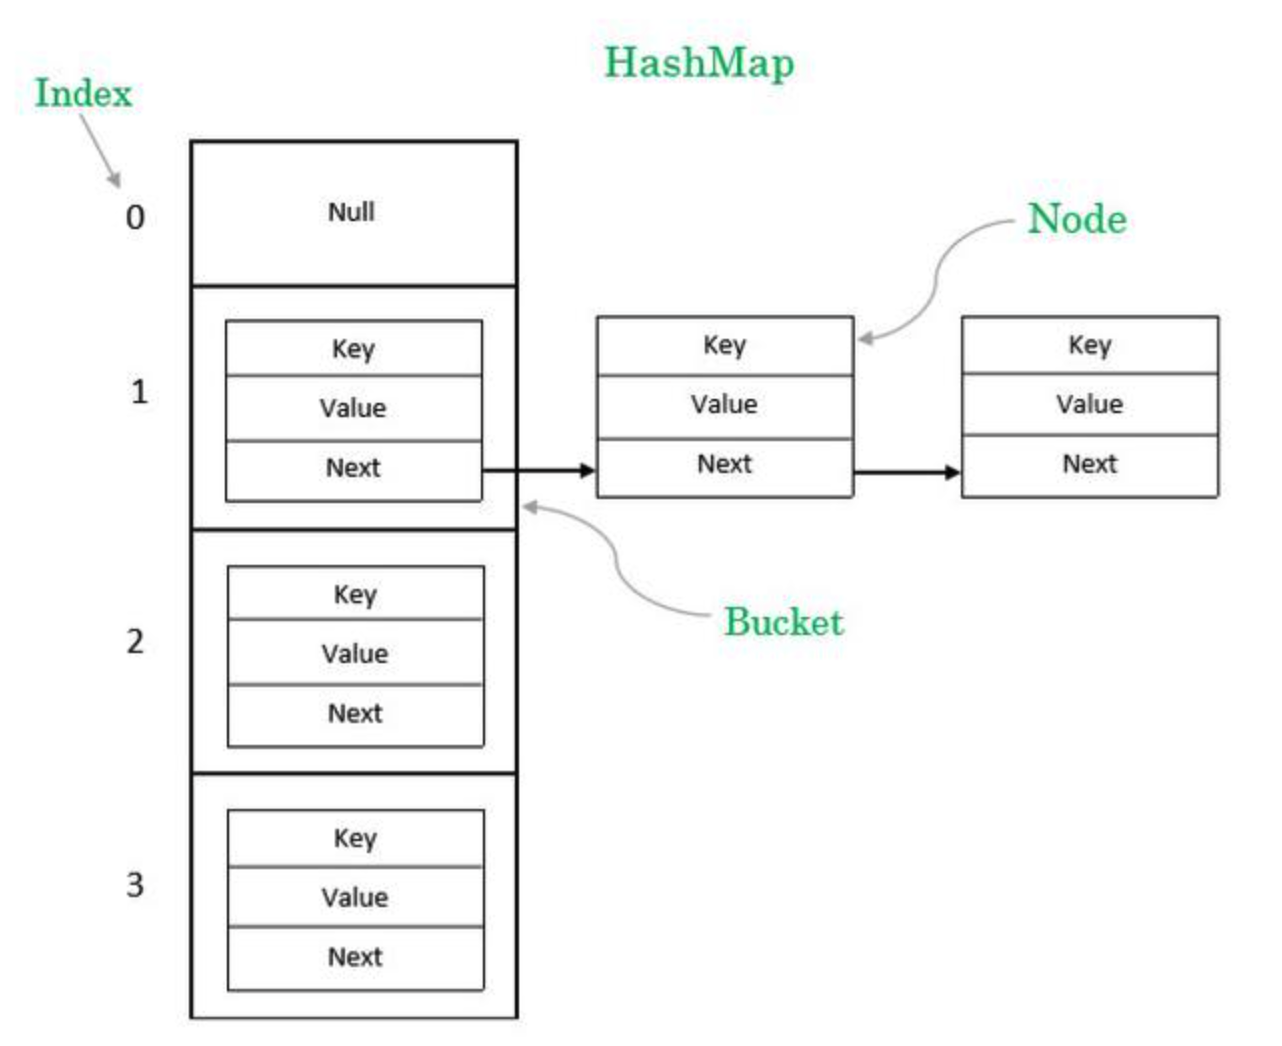 HashMap
Index
0
Null
Node
1
Key
Value
Next
Key
Value
Next
Key
Value
Next
Bucket
2
Key
Value
Next
3
Key
Value
Next